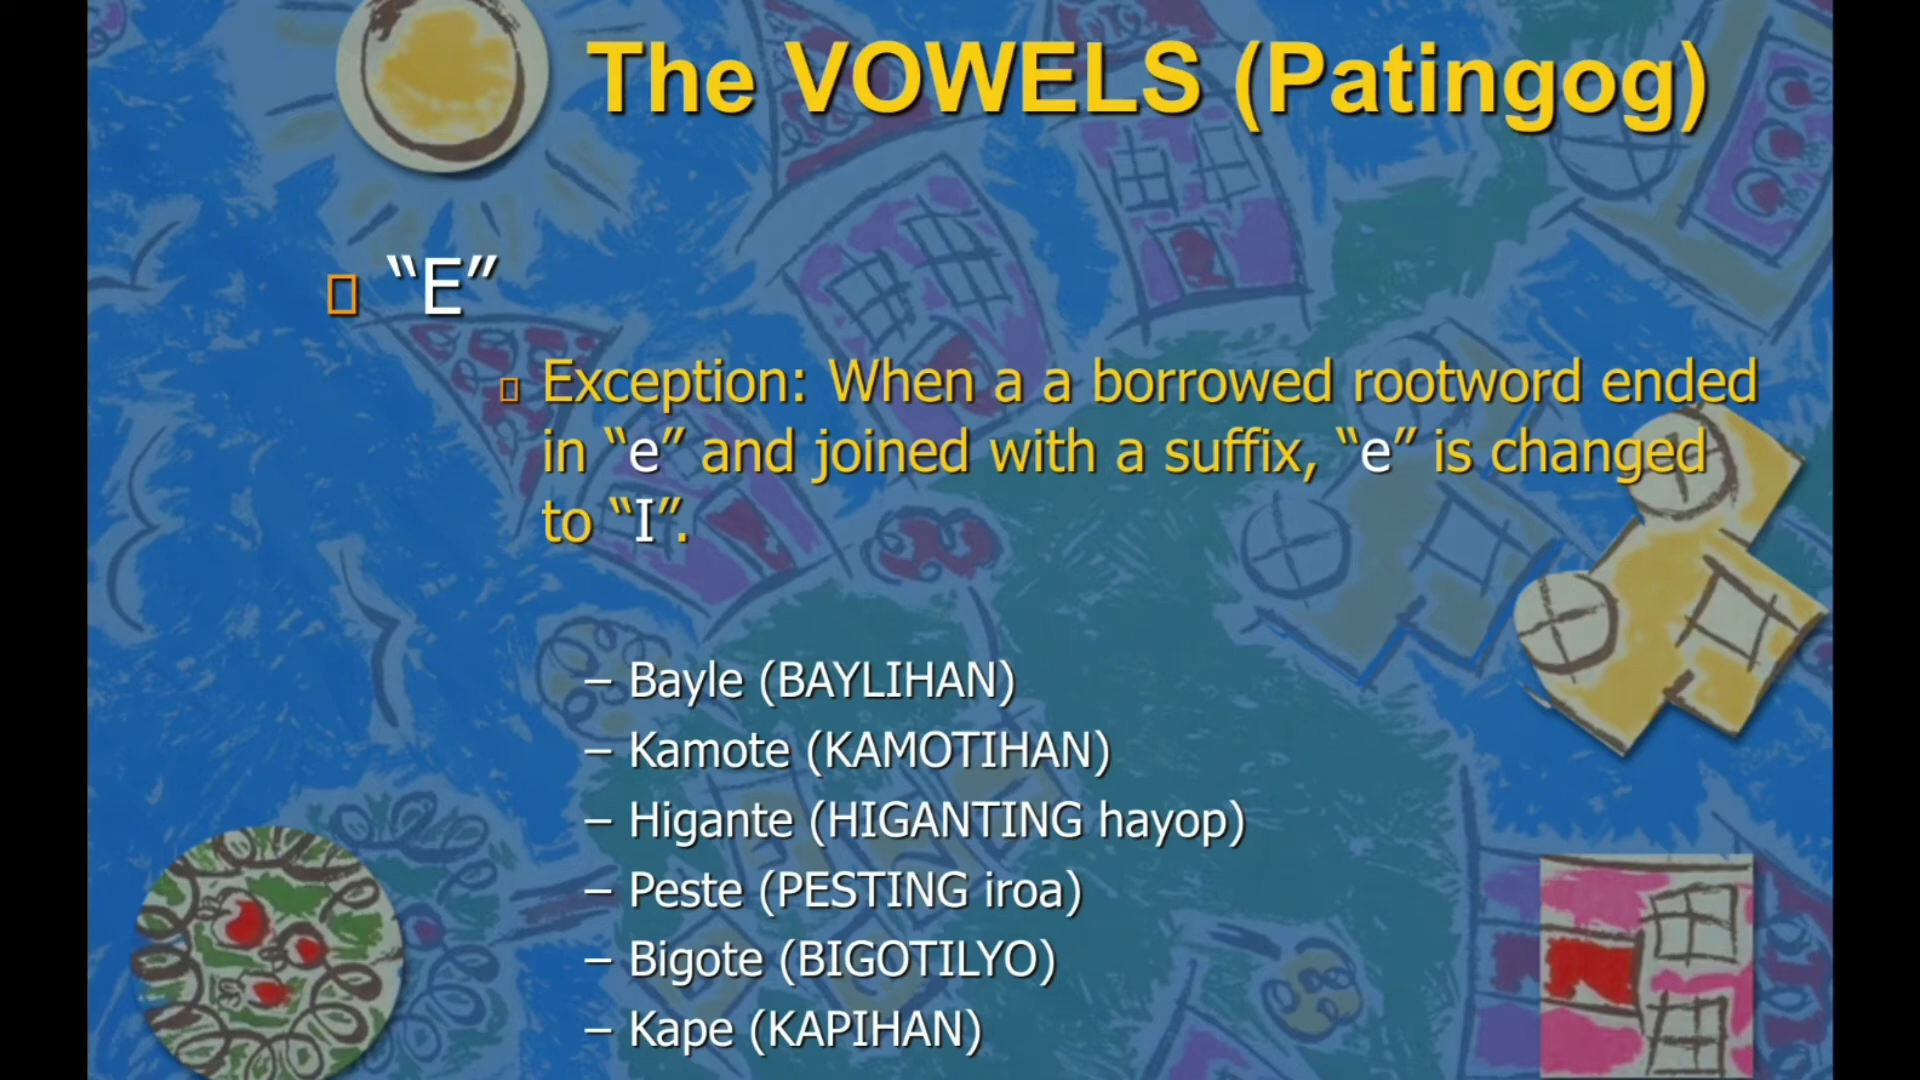 The VOWELS (Patingog)
“E”
Exception: When a a borrowed rootword ended
in “e” and joined with a suffix, “e” is changed
to “I”.
– Bayle (BAYLIHAN)
– Kamote (KAMOTIHAN)
– Higante (HIGANTING hayop)
– Peste (PESTING iroa)
– Bigote (BIGOTILYO)
– Kape (KAPIHAN)